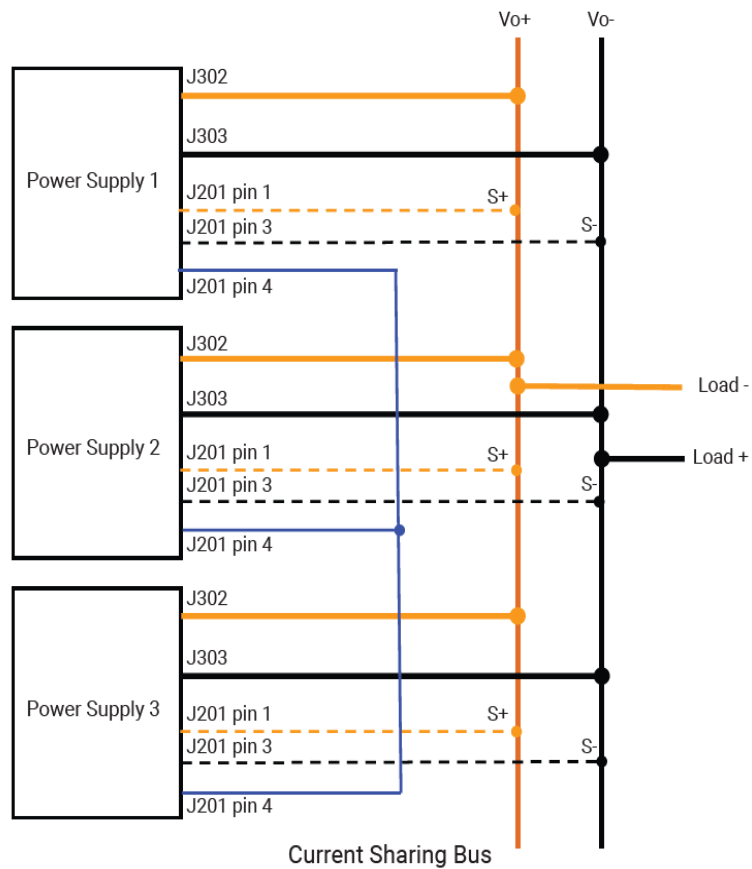 Vo+ Vo-
J302
J303
Power Supply 1
J201 pin 1 S+
J201 pin 3 S-
J201 pin 4
J302
J303
Load -
Power Supply 2
J201 pin 1 S+
Load +
J201 pin 3 S-
J201 pin 4
J302
J303
Power Supply 3
J201 pin 1 S+
J201 pin 3 S-
J201 pin 4
Current Sharing Bus